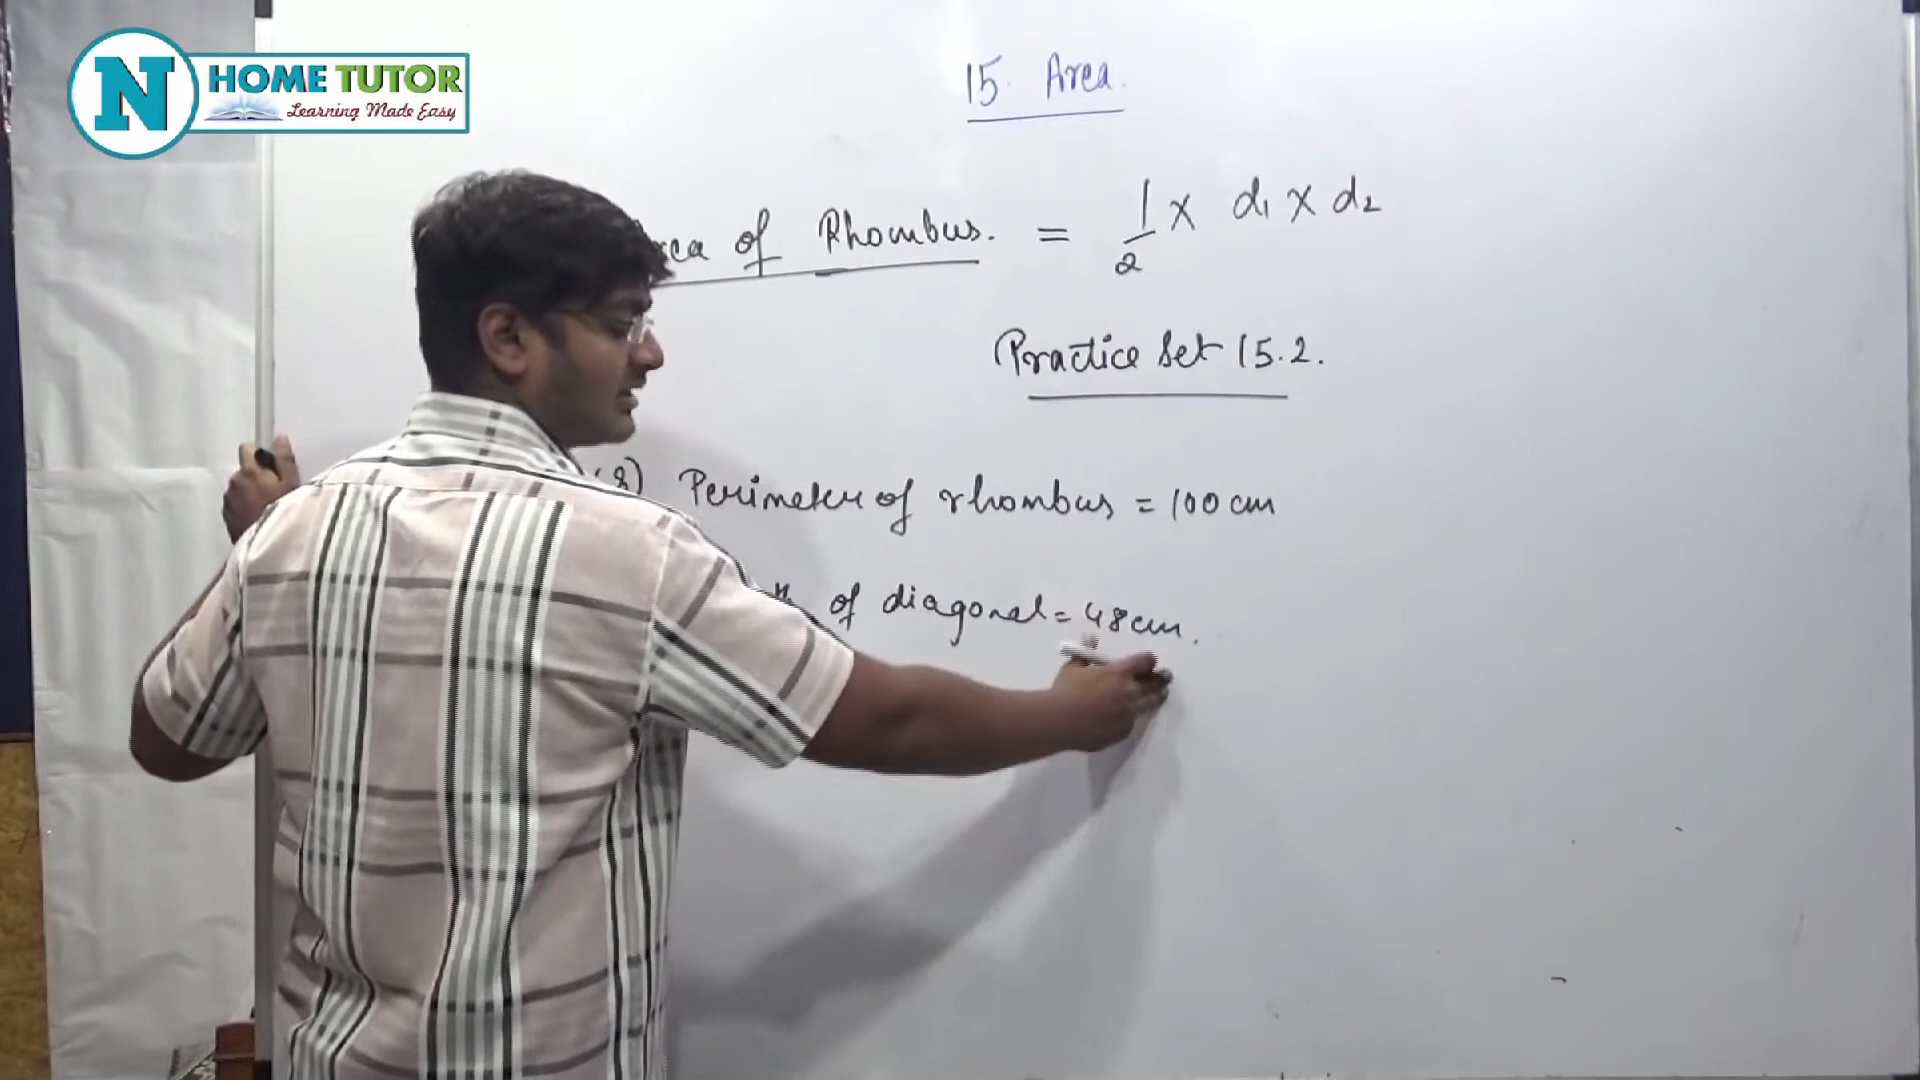 N HOME TUTOR
Learning Made Easy
15. Area.
of Rhombus. = 1/2 x d₁ x d₂
Practice Set 15.2.
Perimeter of rhombus = 100 cm
of diagonal = 48 cm.